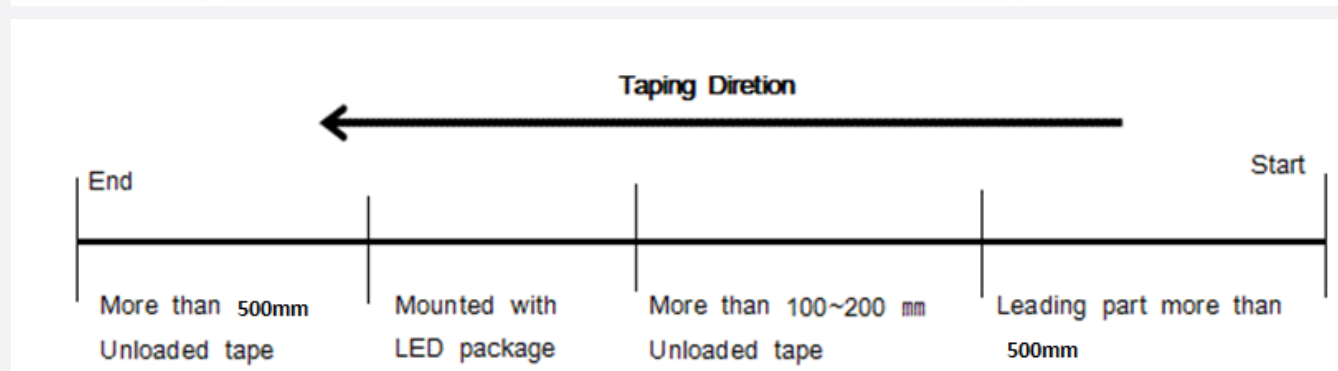 Taping Diretion
End
Start
More than 500mm
Unloaded tape
Mounted with
LED package
More than 100~200 ㎜
Unloaded tape
Leading part more than
500mm